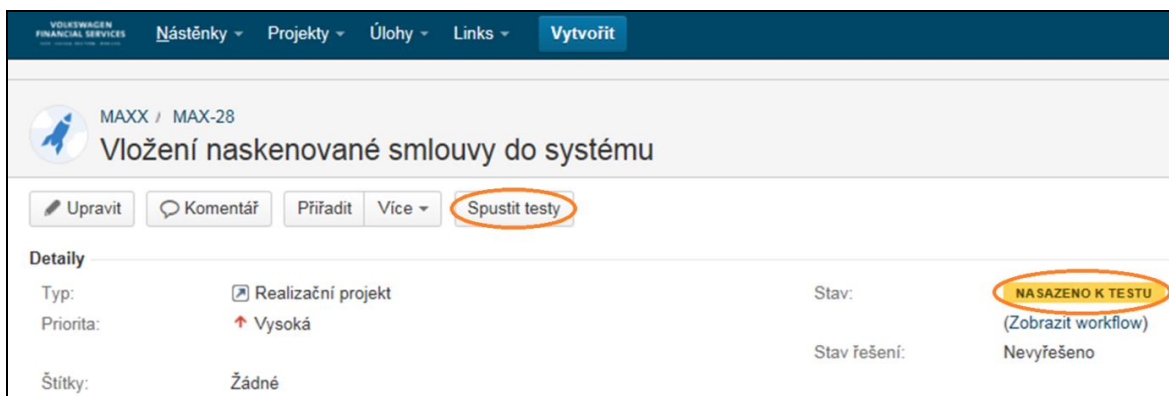 VOLKSWAGEN
FINANCIAL SERVICES
Nástěnky Projekty Úlohy Links Vytvořit
MAXX / MAX-28
Vložení naskenované smlouvy do systému
Upravit Komentář Přiřadit Více Spustit testy
Detaily
Typ: Realizační projekt Stav: NASAZENO K TESTU
Priorita: Vysoká (Zobrazit workflow)
Stav řešení: Nevyřešeno
Štítky: Žádné